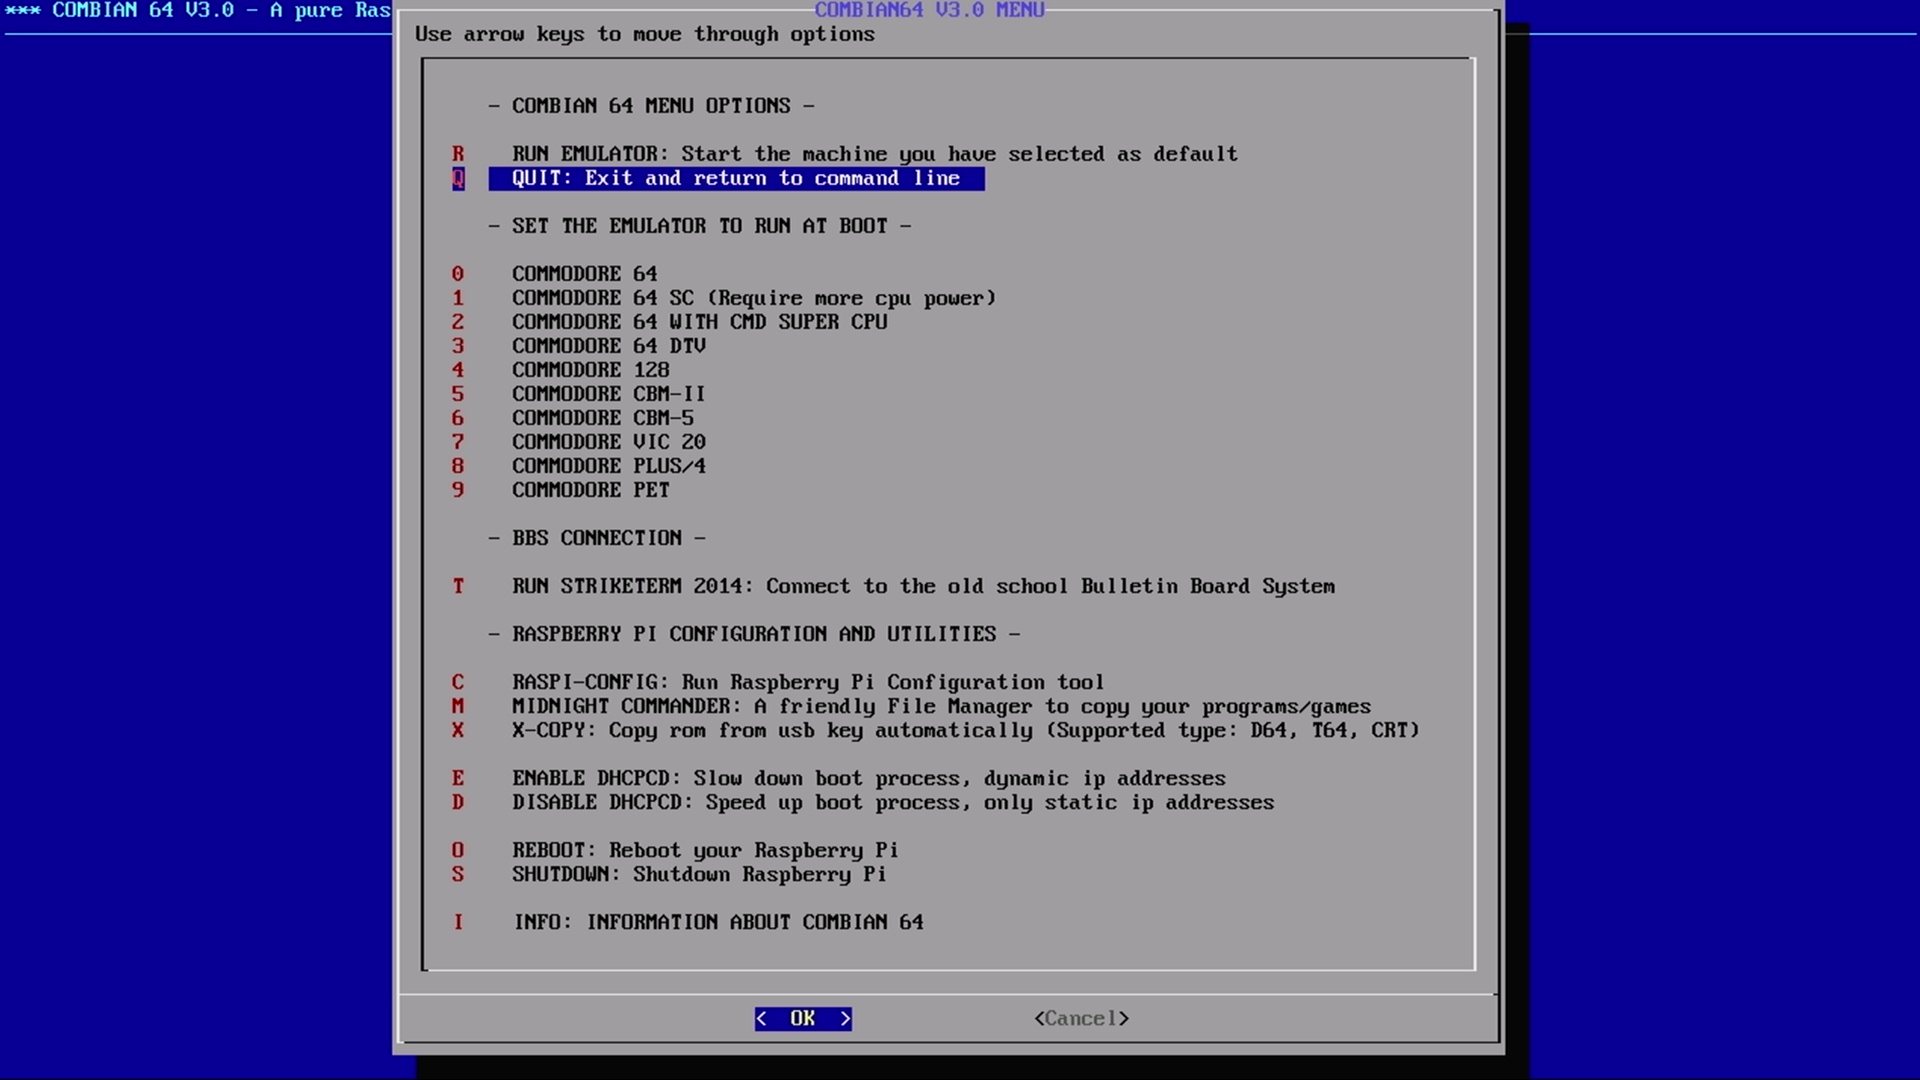 *** COMBIAN 64 V3.0 - A pure Ras
COMBIAN64 V3.0 MENU
Use arrow keys to move through options
- COMBIAN 64 MENU OPTIONS -
R RUN EMULATOR: Start the machine you have selected as default
Q QUIT: Exit and return to command line
- SET THE EMULATOR TO RUN AT BOOT -
0 COMMODORE 64
1 COMMODORE 64 SC (Require more cpu power)
2 COMMODORE 64 WITH CMD SUPER CPU
3 COMMODORE 64 DTV
4 COMMODORE 128
5 COMMODORE CBM-II
6 COMMODORE CBM-5
7 COMMODORE VIC 20
8 COMMODORE PLUS/4
9 COMMODORE PET
- BBS CONNECTION -
T RUN STRIKETERM 2014: Connect to the old school Bulletin Board System
- RASPBERRY PI CONFIGURATION AND UTILITIES -
C RASPI-CONFIG: Run Raspberry Pi Configuration tool
M MIDNIGHT COMMANDER: A friendly File Manager to copy your programs/games
X X-COPY: Copy rom from usb key automatically (Supported type: D64, T64, CRT)
E ENABLE DHCPCD: Slow down boot process, dynamic ip addresses
D DISABLE DHCPCD: Speed up boot process, only static ip addresses
O REBOOT: Reboot your Raspberry Pi
S SHUTDOWN: Shutdown Raspberry Pi
I INFO: INFORMATION ABOUT COMBIAN 64
< OK > <Cancel>